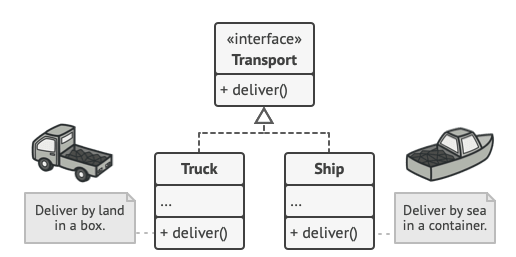 «interface»
Transport
+ deliver()
Truck
...
+ deliver()
Ship
...
+ deliver()
Deliver by land
in a box.
Deliver by sea
in a container.